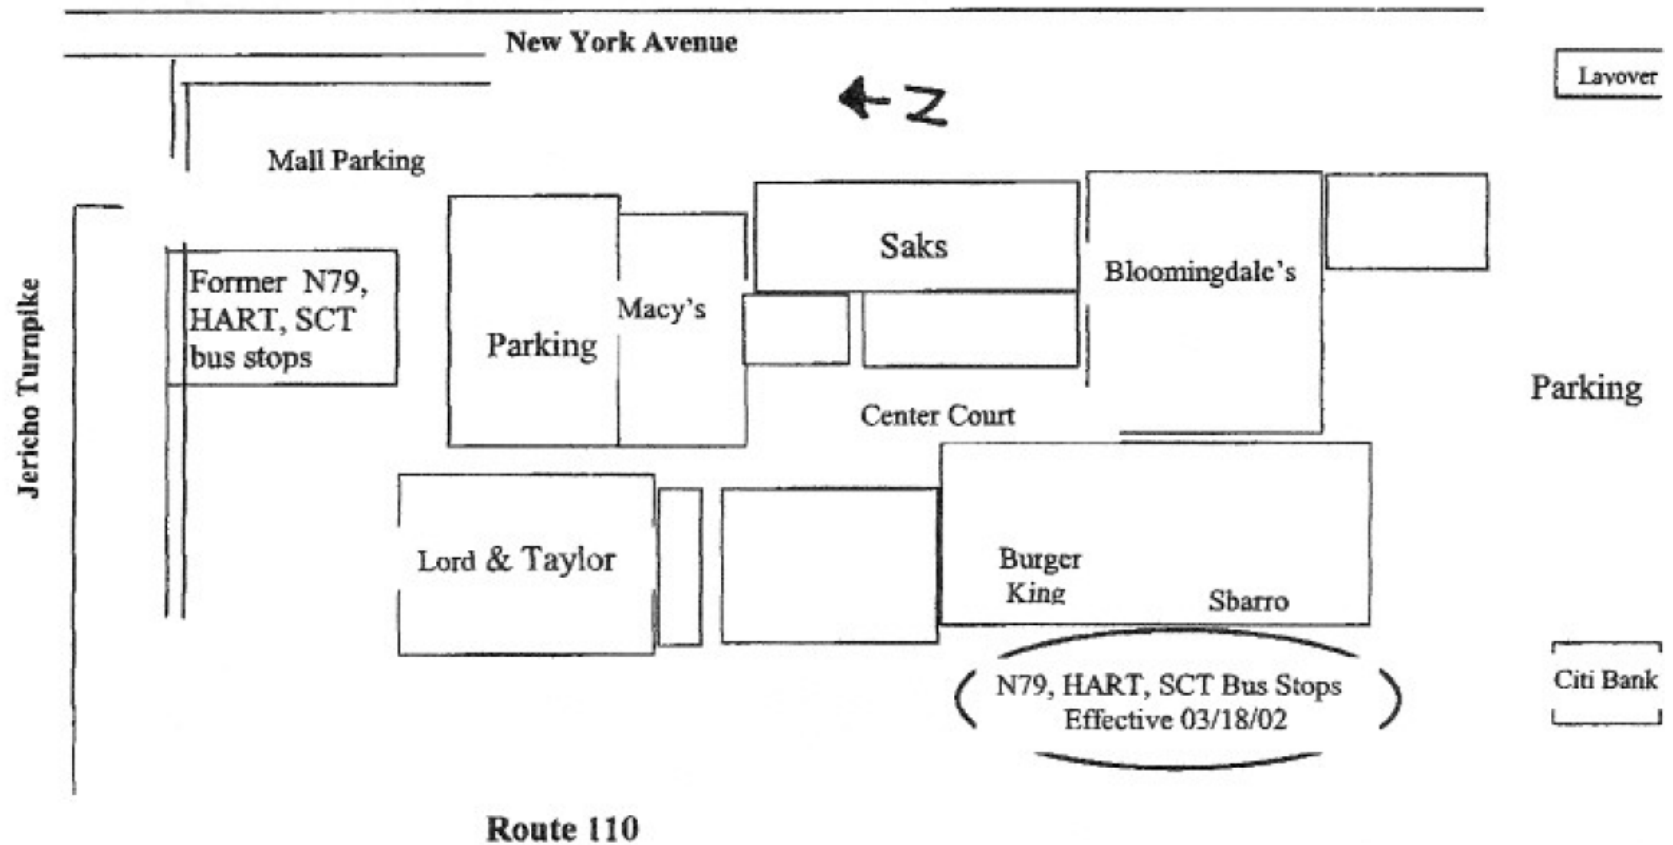 New York Avenue
Layover
N
Mall Parking
Saks
Bloomingdale's
Former N79,
HART, SCT
bus stops
Macy's
Parking
Parking
Center Court
Jericho Turnpike
Lord & Taylor
Burger
King
Sbarro
N79, HART, SCT Bus Stops
Effective 03/18/02
Citi Bank
Route 110